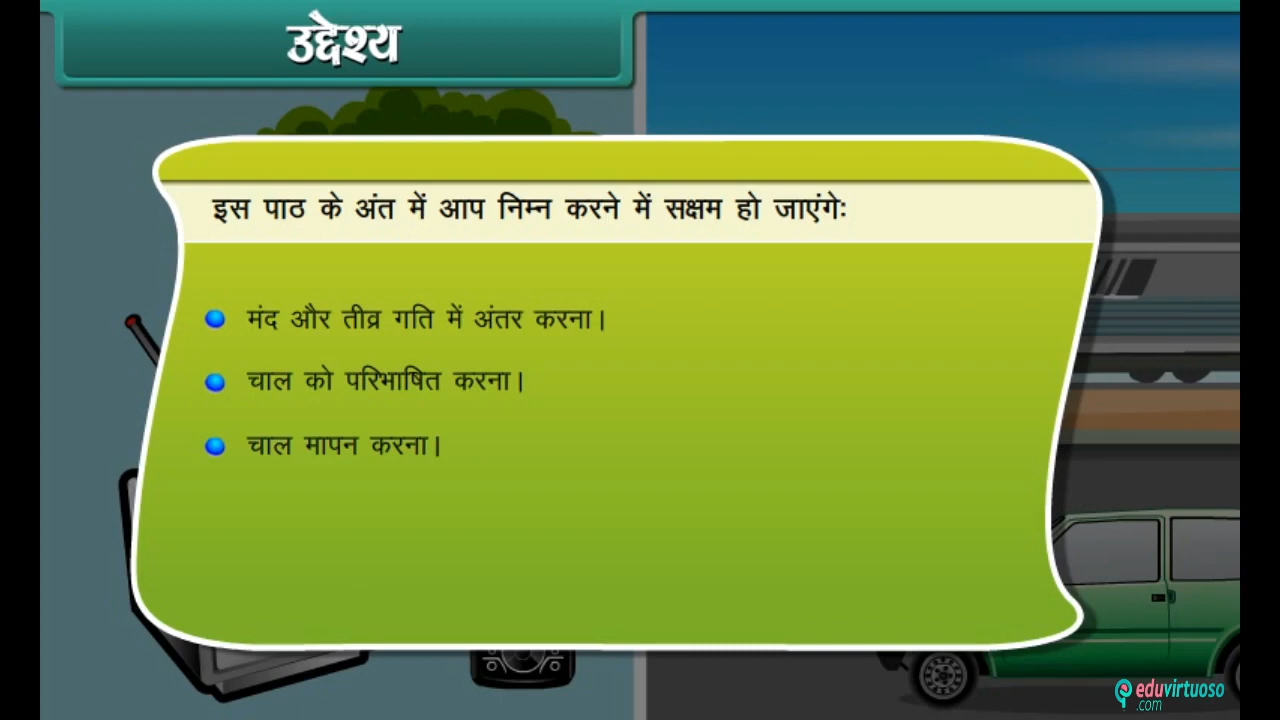 उद्देश्य
इस पाठ के अंत में आप निम्न करने में सक्षम हो जाएंगेः
मंद और तीव्र गति में अंतर करना।
चाल को परिभाषित करना।
चाल मापन करना।
eduvirtuoso
.com